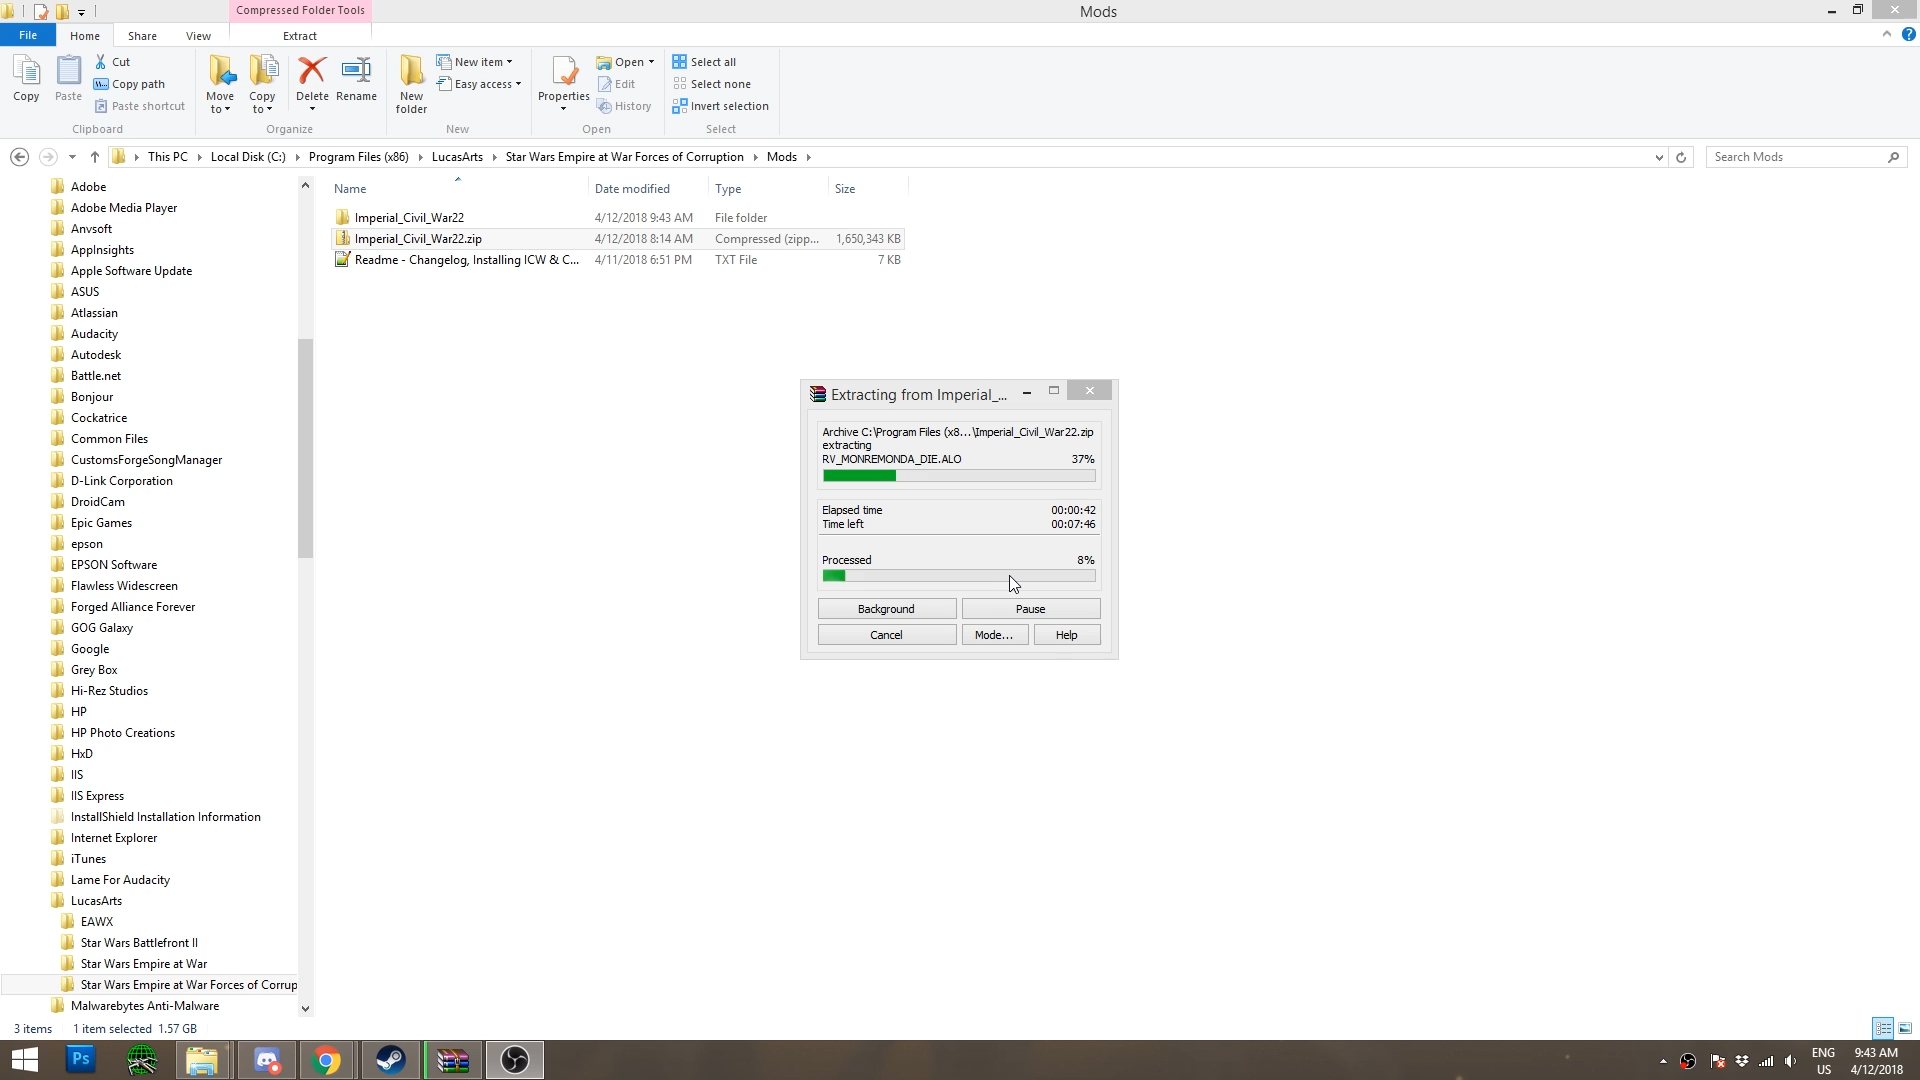 Compressed Folder Tools
Mods
File Home Share View Extract
Copy
Paste
Cut
Copy path
Paste shortcut
Clipboard
Move to
Copy to
Delete
Rename
Organize
New folder
New item
Easy access
New
Properties
Open
Edit
History
Open
Select all
Select none
Invert selection
Select
This PC Local Disk (C:) Program Files (x86) LucasArts Star Wars Empire at War Forces of Corruption Mods
Search Mods
Adobe
Adobe Media Player
Anvsoft
AppInsights
Apple Software Update
ASUS
Atlassian
Audacity
Autodesk
Battle.net
Bonjour
Cockatrice
Common Files
CustomsForgeSongManager
D-Link Corporation
DroidCam
Epic Games
epson
EPSON Software
Flawless Widescreen
Forged Alliance Forever
GOG Galaxy
Google
Grey Box
Hi-Rez Studios
HP
HP Photo Creations
HxD
IIS
IIS Express
InstallShield Installation Information
Internet Explorer
iTunes
Lame For Audacity
LucasArts
EAWX
Star Wars Battlefront II
Star Wars Empire at War
Star Wars Empire at War Forces of Corrup
Malwarebytes Anti-Malware
Name Date modified Type Size
Imperial_Civil_War22 4/12/2018 9:43 AM File folder
Imperial_Civil_War22.zip 4/12/2018 8:14 AM Compressed (zipp... 1,650,343 KB
Readme - Changelog, Installing ICW & C... 4/11/2018 6:51 PM TXT File 7 KB
Extracting from Imperial_...
Archive C:\Program Files (x8...\Imperial_Civil_War22.zip
extracting
RV_MONREMONDA_DIE.ALO 37%
Elapsed time 00:00:42
Time left 00:07:46
Processed 8%
Background Pause
Cancel Mode... Help
3 items 1 item selected 1.57 GB
Ps
ENG 9:43 AM
US 4/12/2018